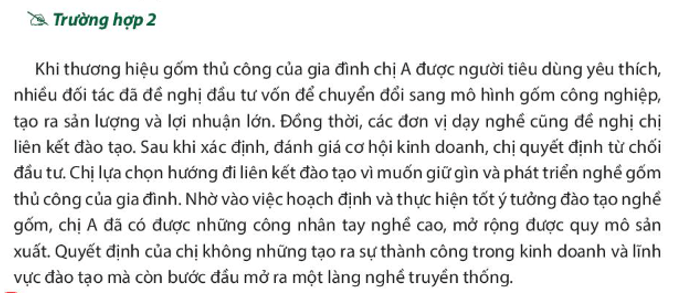 Trường hợp 2
Khi thương hiệu gốm thủ công của gia đình chị A được người tiêu dùng yêu thích,
nhiều đối tác đã đề nghị đầu tư vốn để chuyển đổi sang mô hình gốm công nghiệp,
tạo ra sản lượng và lợi nhuận lớn. Đồng thời, các đơn vị dạy nghề cũng đề nghị chị
liên kết đào tạo. Sau khi xác định, đánh giá cơ hội kinh doanh, chị quyết định từ chối
đầu tư. Chị lựa chọn hướng đi liên kết đào tạo vì muốn giữ gìn và phát triển nghề gốm
thủ công của gia đình. Nhờ vào việc hoạch định và thực hiện tốt ý tưởng đào tạo nghề
gốm, chị A đã có được những công nhân tay nghề cao, mở rộng được quy mô sản
xuất. Quyết định của chị không những tạo ra sự thành công trong kinh doanh và lĩnh
vực đào tạo mà còn bước đầu mở ra một làng nghề truyền thống.